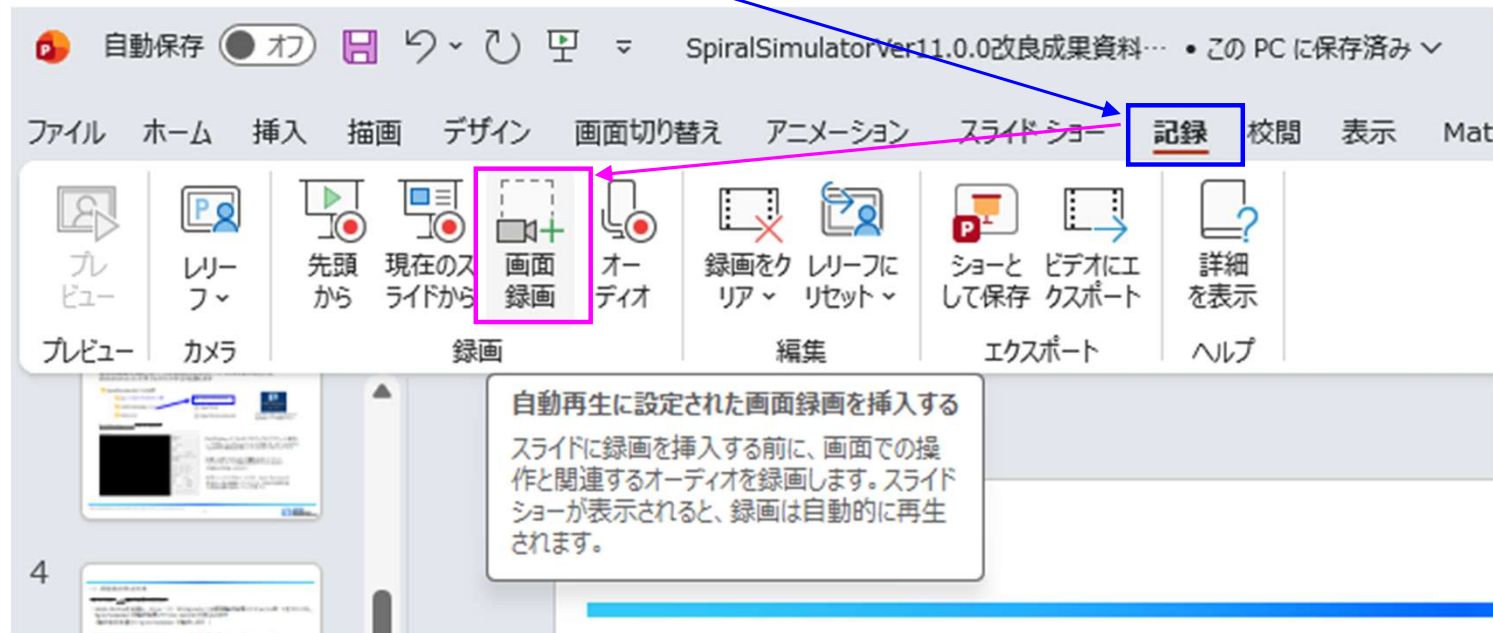 自動保存 オフ SpiralSimulatorVer11.0.0改良成果資料… • この PC に保存済み
ファイル ホーム 挿入 描画 デザイン 画面切り替え アニメーション スライド ショー 記録 校閲 表示 Mat
プレ
ビュー
レリー
フ
先頭
から
現在のス
ライドから
画面
録画
オー
ディオ
録画をク
リア
レリーフに
リセット
ショーと
して保存
ビデオにエ
クスポート
詳細
を表示
プレビュー カメラ 録画 編集 エクスポート ヘルプ
自動再生に設定された画面録画を挿入する
スライドに録画を挿入する前に、画面での操
作と関連するオーディオを録画します。スライド
ショーが表示されると、録画は自動的に再生
されます。
4